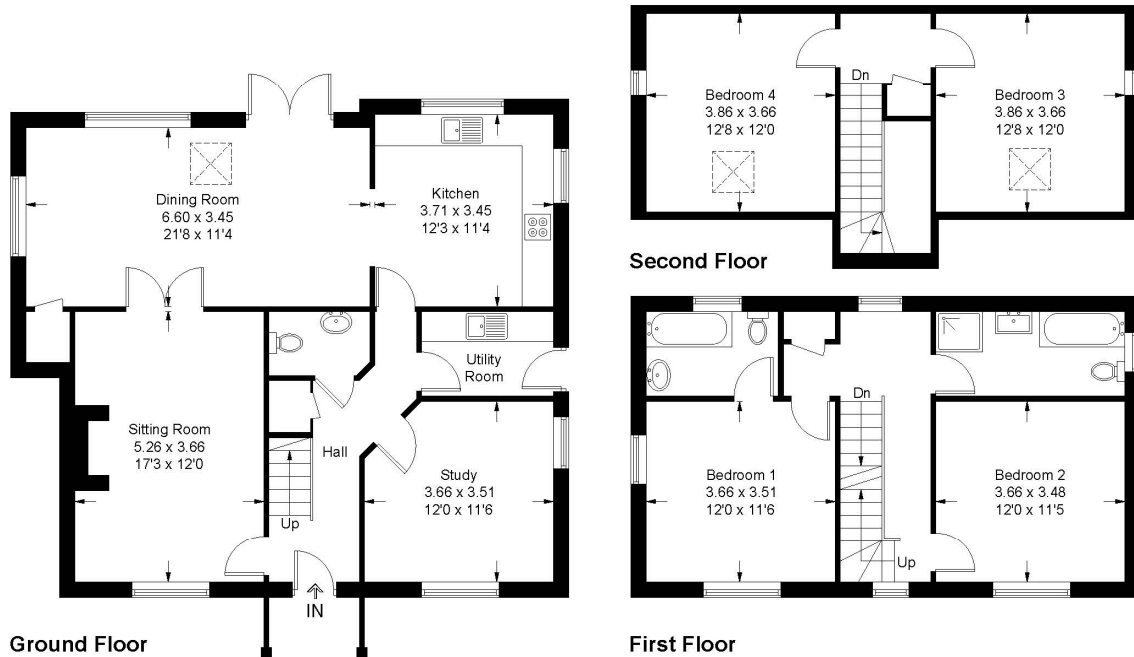 Dining Room
6.60 x 3.45
21'8 x 11'4
Kitchen
3.71 x 3.45
12'3 x 11'4
Utility
Room
Sitting Room
5.26 x 3.66
17'3 x 12'0
Hall
Up
Study
3.66 x 3.51
12'0 x 11'6
IN
Ground Floor
Dn
Bedroom 4
3.86 x 3.66
12'8 x 12'0
Bedroom 3
3.86 x 3.66
12'8 x 12'0
Second Floor
Dn
Bedroom 1
3.66 x 3.51
12'0 x 11'6
Bedroom 2
3.66 x 3.48
12'0 x 11'5
Up
First Floor